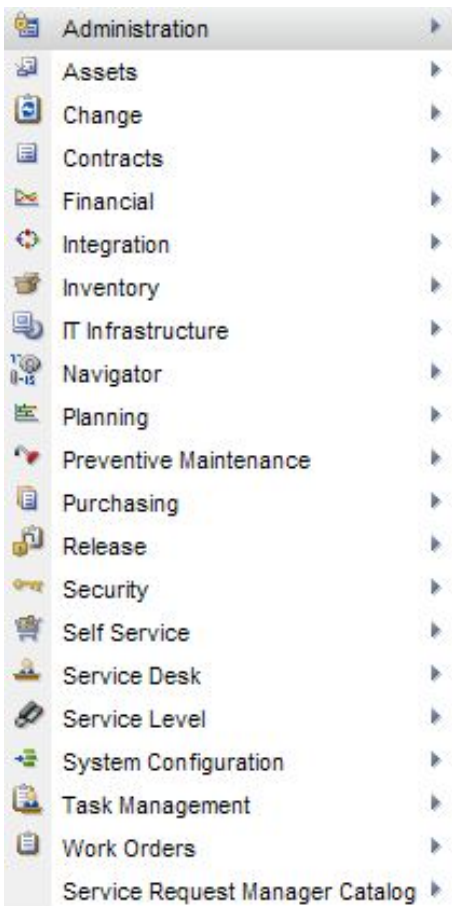 Administration
Assets
Change
Contracts
Financial
Integration
Inventory
IT Infrastructure
Navigator
Planning
Preventive Maintenance
Purchasing
Release
Security
Self Service
Service Desk
Service Level
System Configuration
Task Management
Work Orders
Service Request Manager Catalog